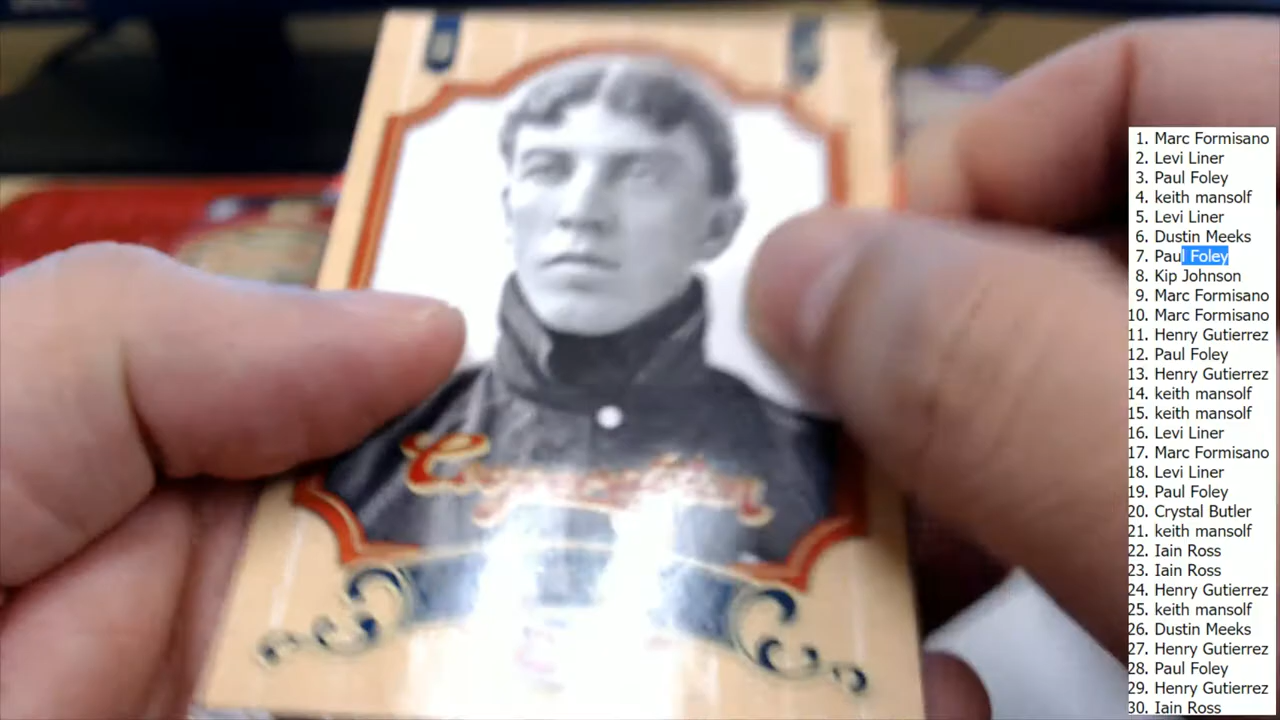 Cooperstown
1. Marc Formisano
2. Levi Liner
3. Paul Foley
4. keith mansolf
5. Levi Liner
6. Dustin Meeks
7. Paul Foley
8. Kip Johnson
9. Marc Formisano
10. Marc Formisano
11. Henry Gutierrez
12. Paul Foley
13. Henry Gutierrez
14. keith mansolf
15. keith mansolf
16. Levi Liner
17. Marc Formisano
18. Levi Liner
19. Paul Foley
20. Crystal Butler
21. keith mansolf
22. Iain Ross
23. Iain Ross
24. Henry Gutierrez
25. keith mansolf
26. Dustin Meeks
27. Henry Gutierrez
28. Paul Foley
29. Henry Gutierrez
30. Iain Ross